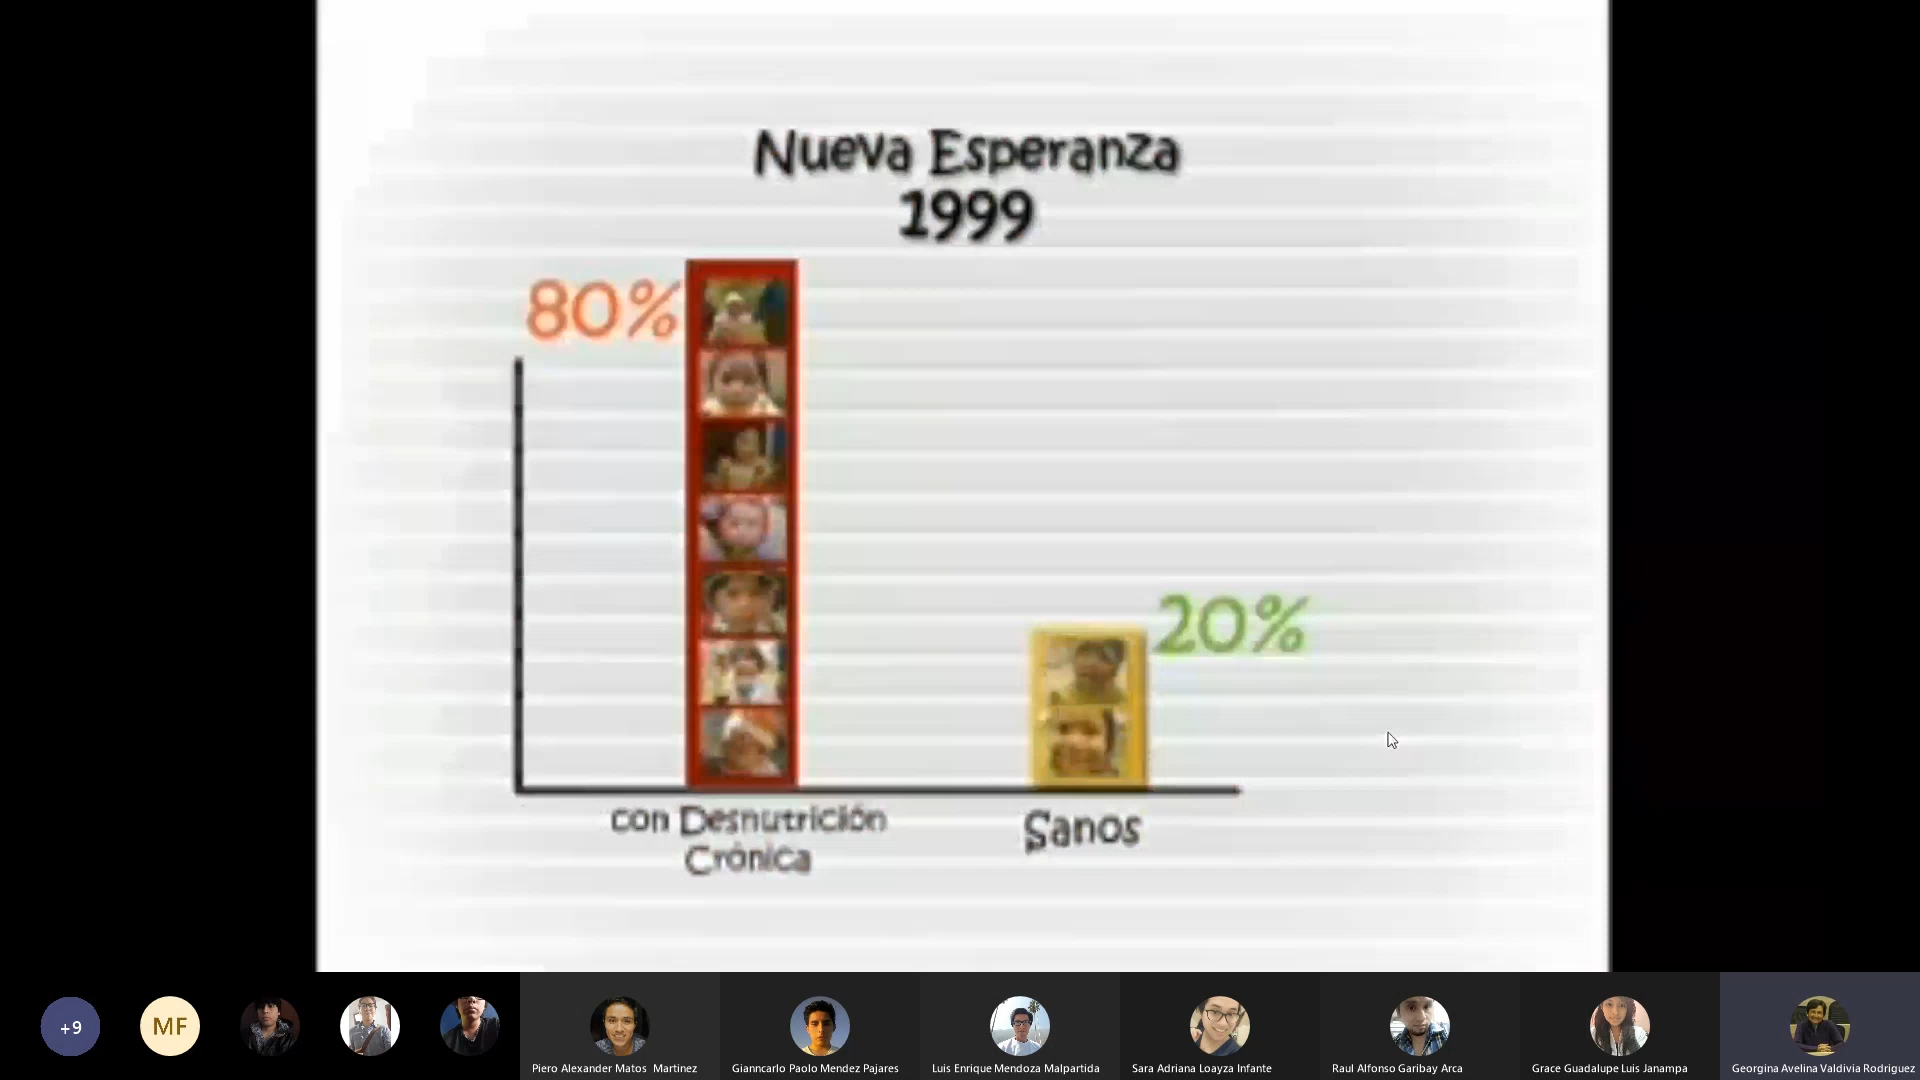 Nueva Esperanza
1999
80%
20%
con Desnutrición
Crónica
Sanos
+9
MF
Piero Alexander Matos Martinez
Gianncarlo Paolo Mendez Pajares
Luis Enrique Mendoza Malpartida
Sara Adriana Loayza Infante
Raul Alfonso Garibay Arca
Grace Guadalupe Luis Janampa
Georgina Avelina Valdivia Rodriguez